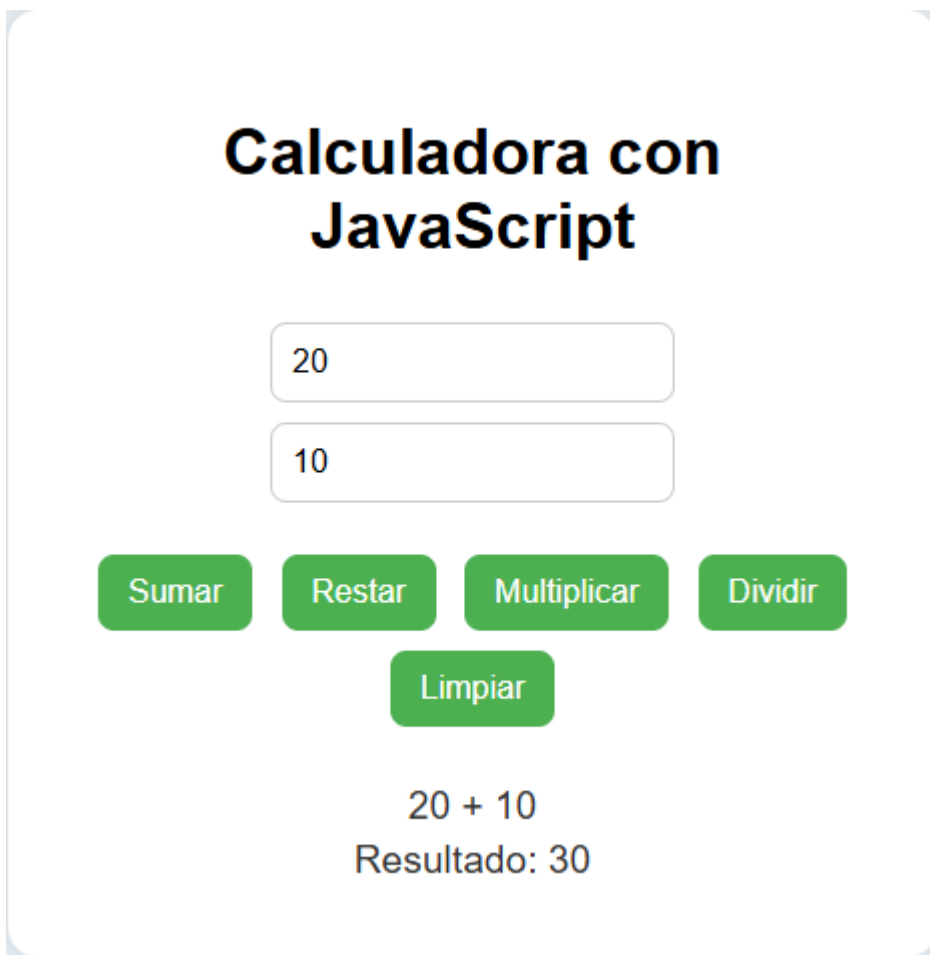 Calculadora con
JavaScript
20
10
Sumar Restar Multiplicar Dividir
Limpiar
20 + 10
Resultado: 30